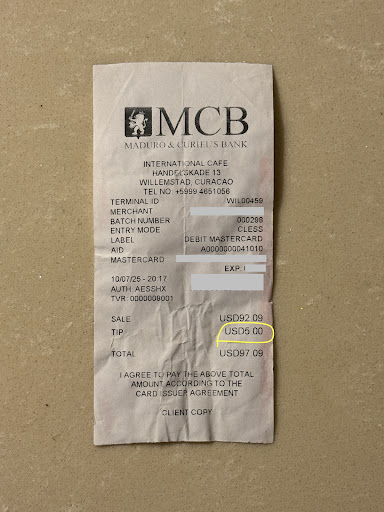 MCB
MADURO & CURIEL'S BANK
INTERNATIONAL CAFE
HANDELSKADE 13
WILLEMSTAD, CURACAO
TEL NO: +5999 4651056
TERMINAL ID WIL00459
MERCHANT
BATCH NUMBER 000298
ENTRY MODE CLESS
LABEL DEBIT MASTERCARD
AID A0000000041010
MASTERCARD
EXP:
10/07/25 - 20:17
AUTH: AESSHX
TVR: 0000009001
SALE USD92.09
TIP USD5.00
TOTAL USD97.09
I AGREE TO PAY THE ABOVE TOTAL
AMOUNT ACCORDING TO THE
CARD ISSUER AGREEMENT
CLIENT COPY